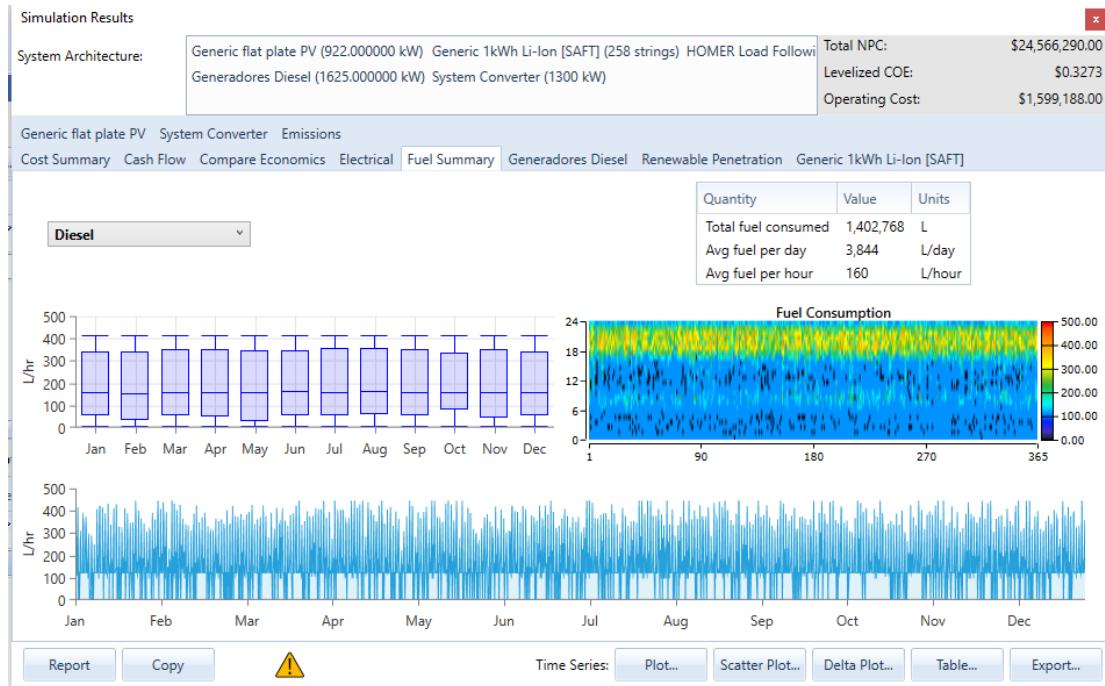 Simulation Results
x
System Architecture:
Generic flat plate PV (922.000000 kW) Generic 1kWh Li-Ion [SAFT] (258 strings) HOMER Load Followi
Generadores Diesel (1625.000000 kW) System Converter (1300 kW)
Total NPC: $24,566,290.00
Levelized COE: $0.3273
Operating Cost: $1,599,188.00
Generic flat plate PV System Converter Emissions
Cost Summary Cash Flow Compare Economics Electrical Fuel Summary Generadores Diesel Renewable Penetration Generic 1kWh Li-Ion [SAFT]
Quantity Value Units
Total fuel consumed 1,402,768 L
Avg fuel per day 3,844 L/day
Avg fuel per hour 160 L/hour
Diesel
500
400
300
200
100
0
L/hr
Jan Feb Mar Apr May Jun Jul Aug Sep Oct Nov Dec
Fuel Consumption
24
18
12
6
0
1 90 180 270 365
500.00
400.00
300.00
200.00
100.00
0.00
500
400
300
200
100
0
L/hr
Jan Feb Mar Apr May Jun Jul Aug Sep Oct Nov Dec
Report Copy Time Series: Plot... Scatter Plot... Delta Plot... Table... Export...